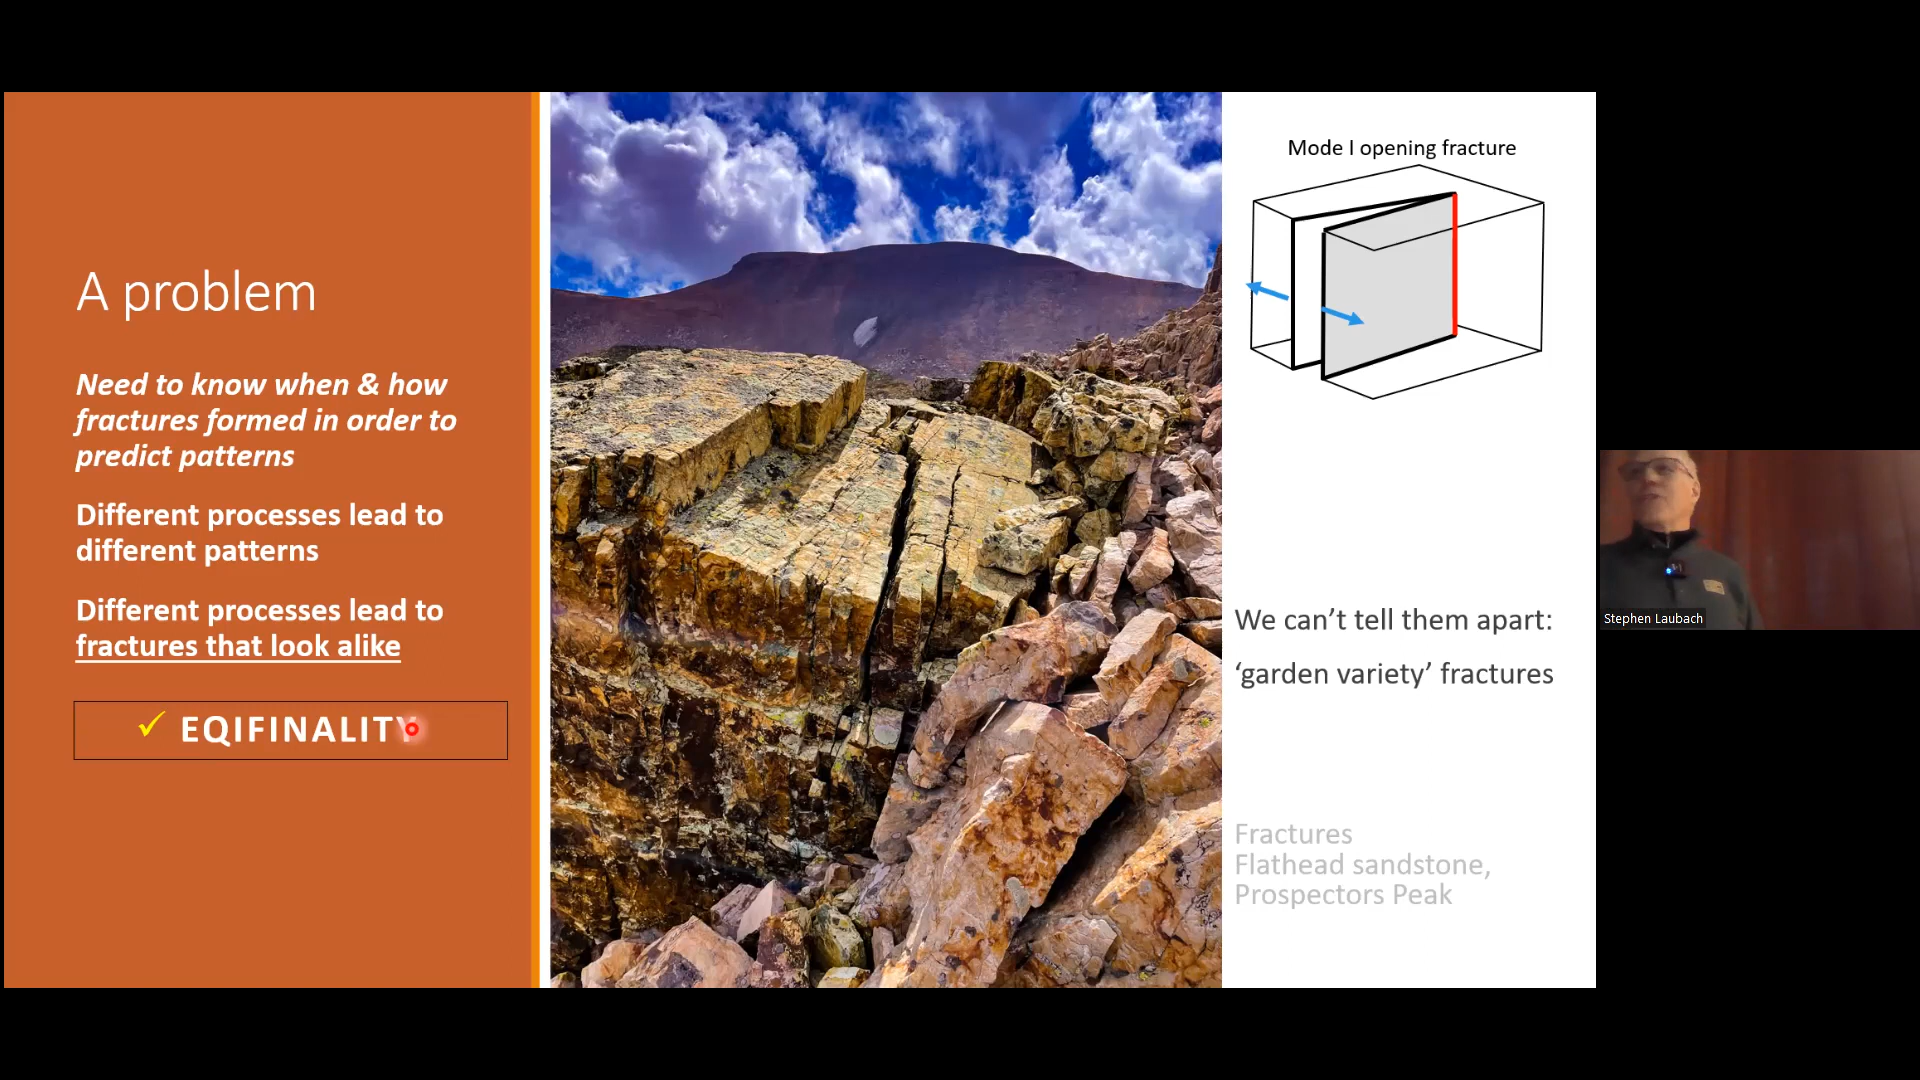 A problem
Need to know when & how
fractures formed in order to
predict patterns
Different processes lead to
different patterns
Different processes lead to
fractures that look alike
✓ EQIFINALITY
Mode I opening fracture
We can’t tell them apart:
‘garden variety’ fractures
Fractures
Flathead sandstone,
Prospectors Peak
Stephen Laubach